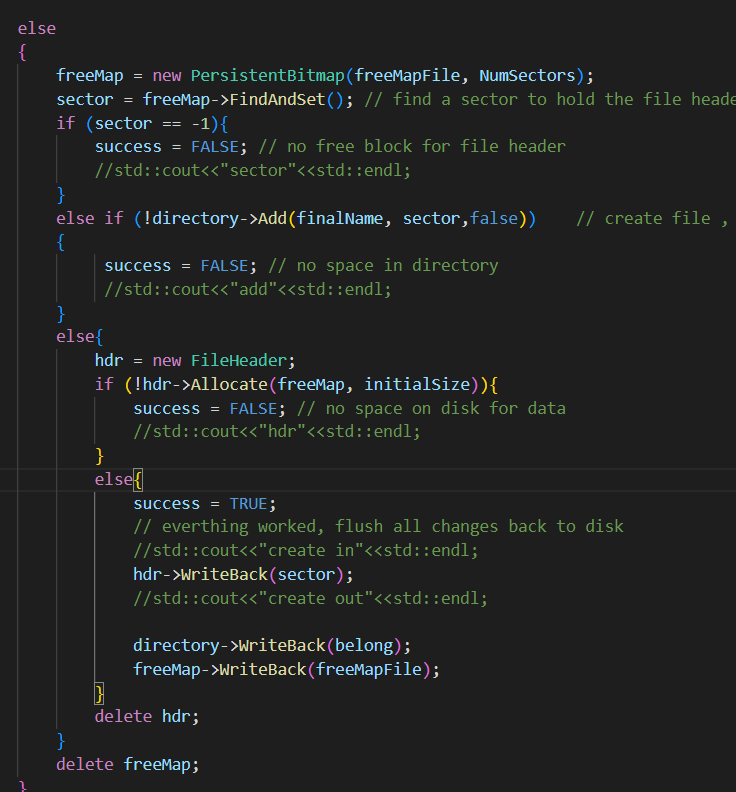 else
{
freeMap = new PersistentBitmap(freeMapFile, NumSectors);
sector = freeMap->FindAndSet(); // find a sector to hold the file heade
if (sector == -1){
success = FALSE; // no free block for file header
//std::cout<<"sector"<<std::endl;
}
else if (!directory->Add(finalName, sector,false)) // create file ,
{
success = FALSE; // no space in directory
//std::cout<<"add"<<std::endl;
}
else{
hdr = new FileHeader;
if (!hdr->Allocate(freeMap, initialSize)){
success = FALSE; // no space on disk for data
//std::cout<<"hdr"<<std::endl;
}
else{
success = TRUE;
// everthing worked, flush all changes back to disk
//std::cout<<"create in"<<std::endl;
hdr->WriteBack(sector);
//std::cout<<"create out"<<std::endl;
directory->WriteBack(belong);
freeMap->WriteBack(freeMapFile);
}
delete hdr;
}
delete freeMap;
}